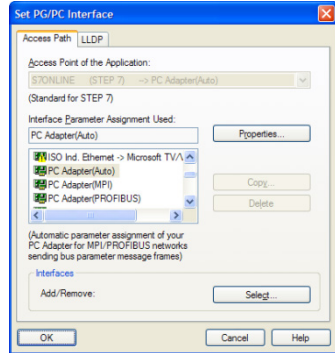 Set PG/PC Interface
Access Path LLDP
Access Point of the Application:
S7ONLINE (STEP 7) --> PC Adapter(Auto)
(Standard for STEP 7)
Interface Parameter Assignment Used:
PC Adapter(Auto) Properties...
ISO Ind. Ethernet -> Microsoft TV/
PC Adapter(Auto)
PC Adapter(MPI) Copy...
PC Adapter(PROFIBUS) Delete
(Automatic parameter assignment of your
PC Adapter for MPI/PROFIBUS networks
sending bus parameter message frames)
Interfaces
Add/Remove: Select...
OK Cancel Help